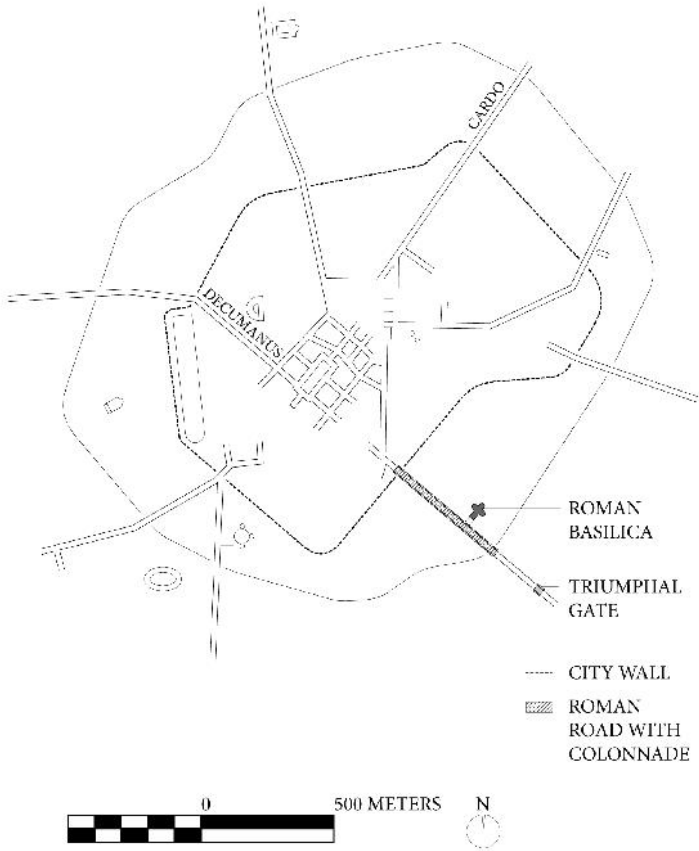 CARDO
DECUMANUS
ROMAN
BASILICA
TRIUMPHAL
GATE
CITY WALL
ROMAN
ROAD WITH
COLONNADE
0 500 METERS N